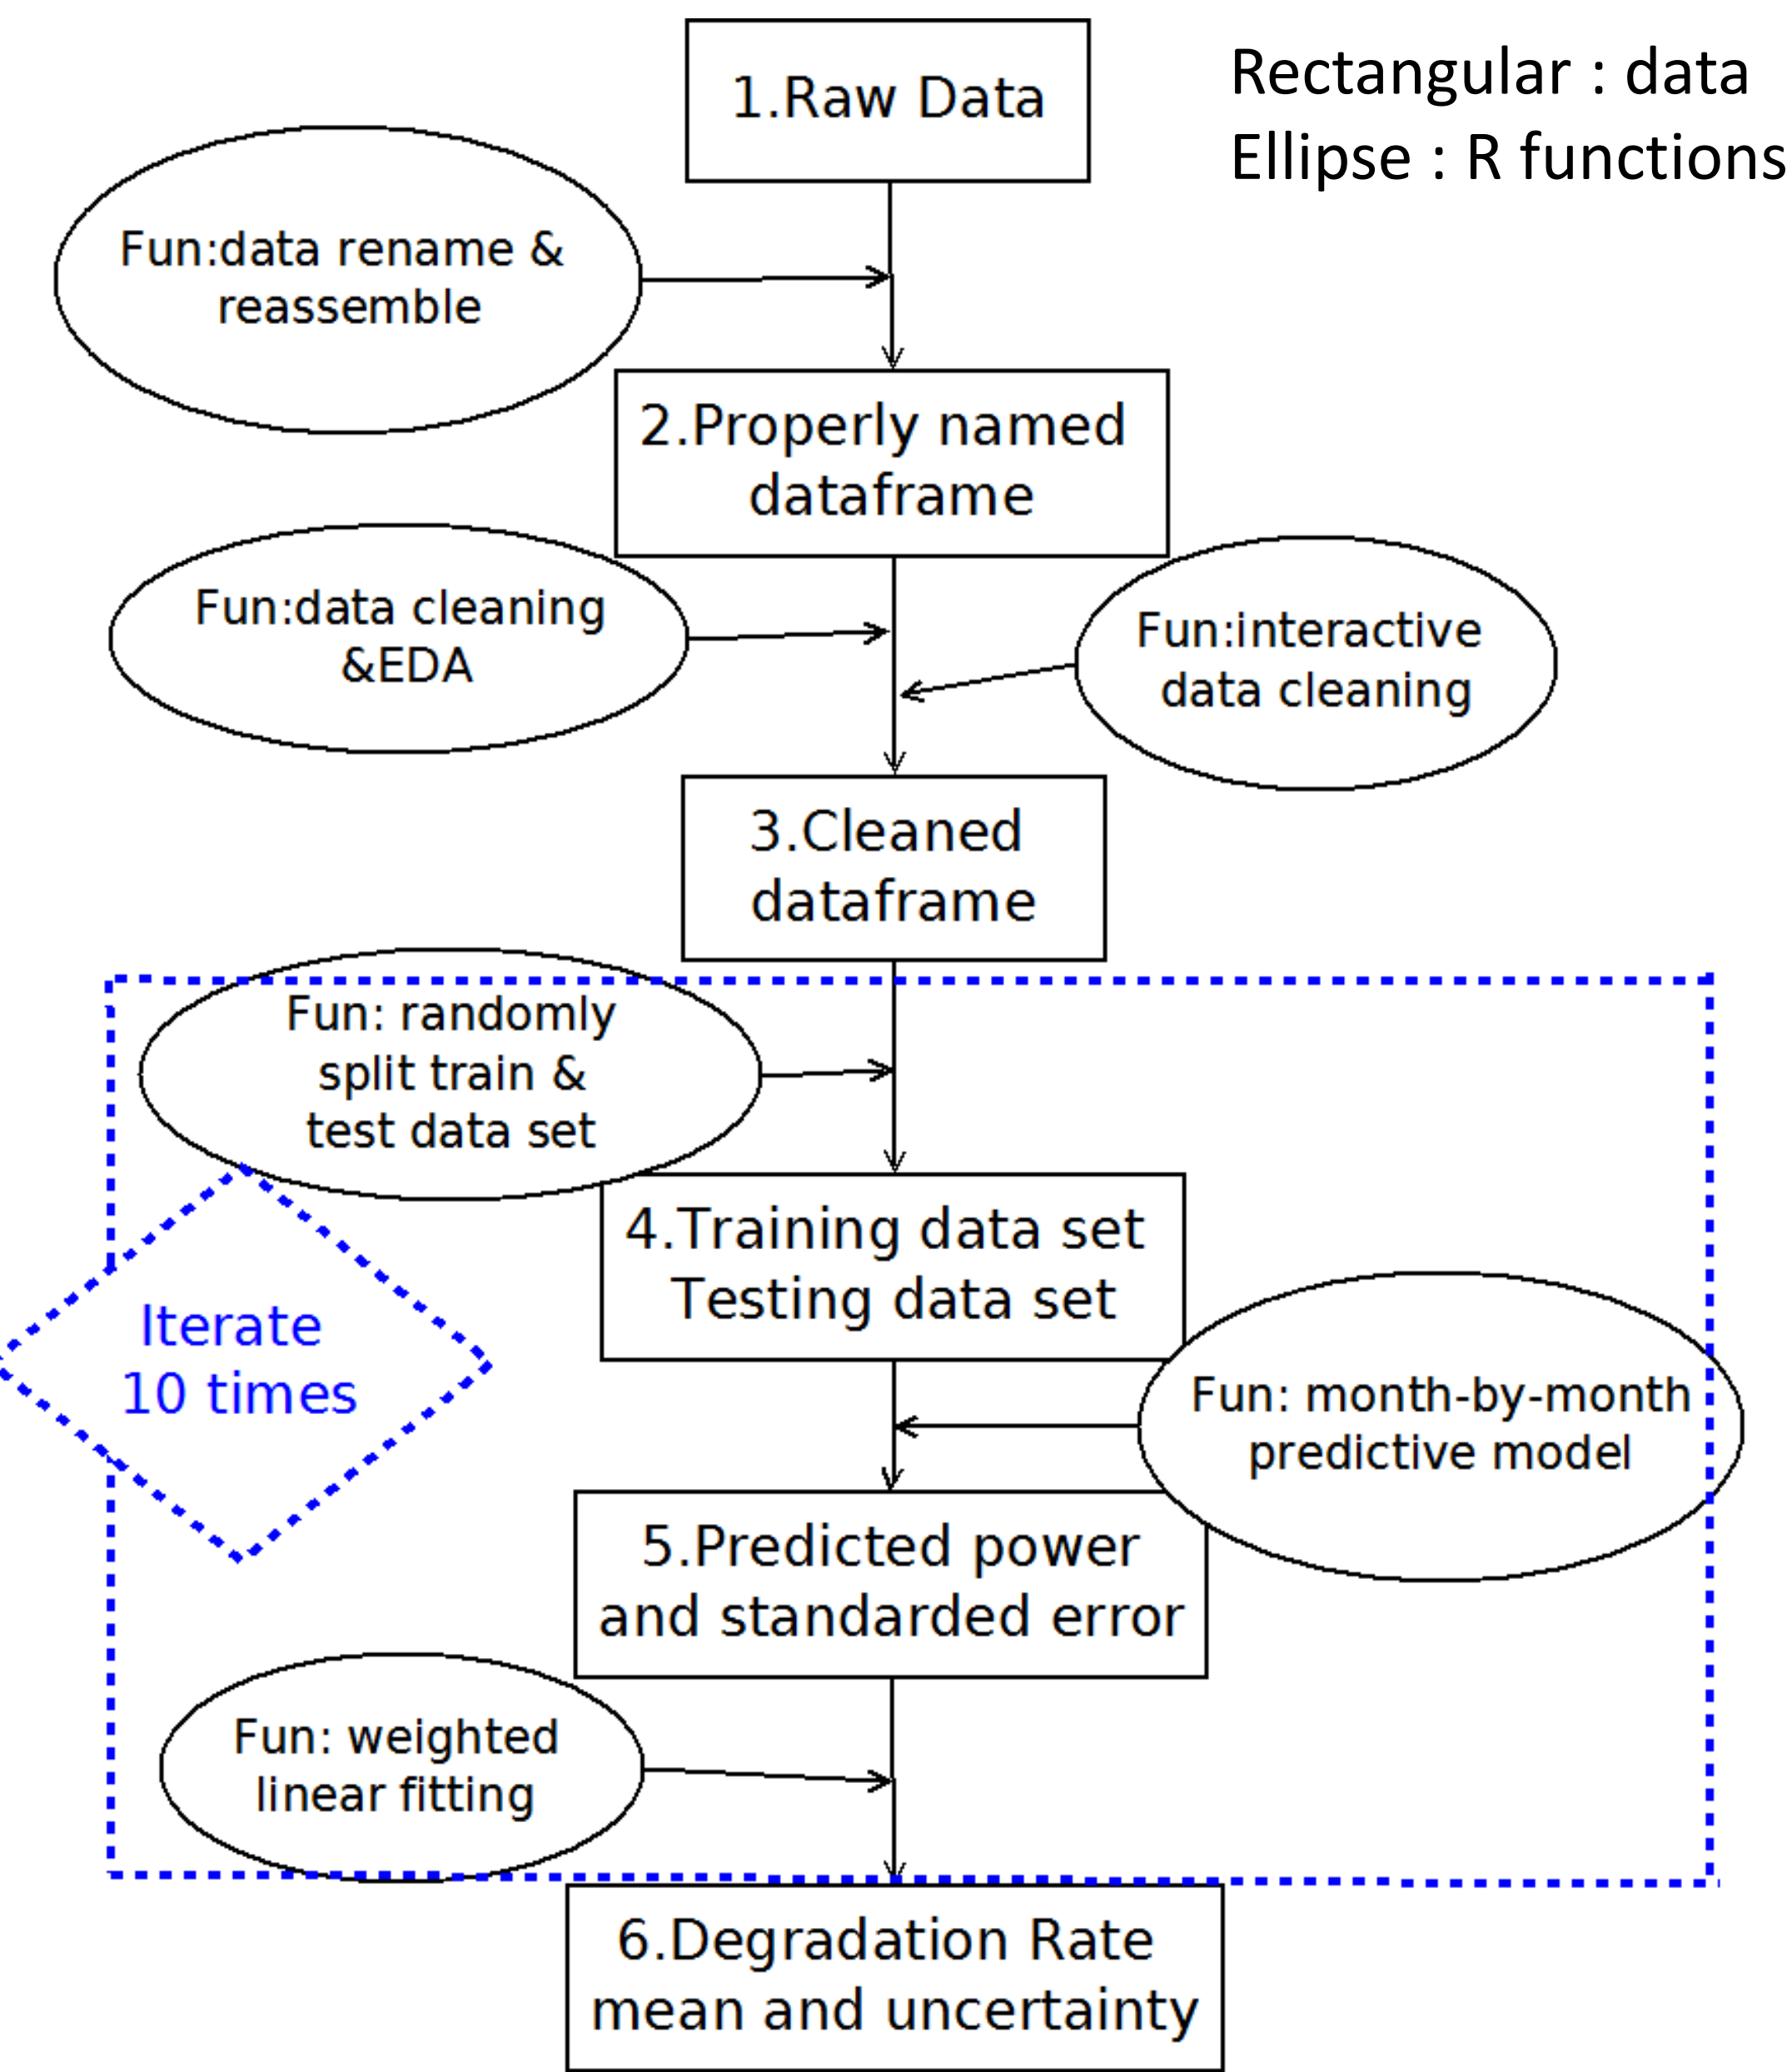 1.Raw Data
Rectangular : data
Ellipse : R functions
Fun:data rename &
reassemble
2.Properly named
dataframe
Fun:data cleaning
&EDA
Fun:interactive
data cleaning
3.Cleaned
dataframe
Fun: randomly
split train &
test data set
4.Training data set
Testing data set
Iterate
10 times
Fun: month-by-month
predictive model
5.Predicted power
and standarded error
Fun: weighted
linear fitting
6.Degradation Rate
mean and uncertainty